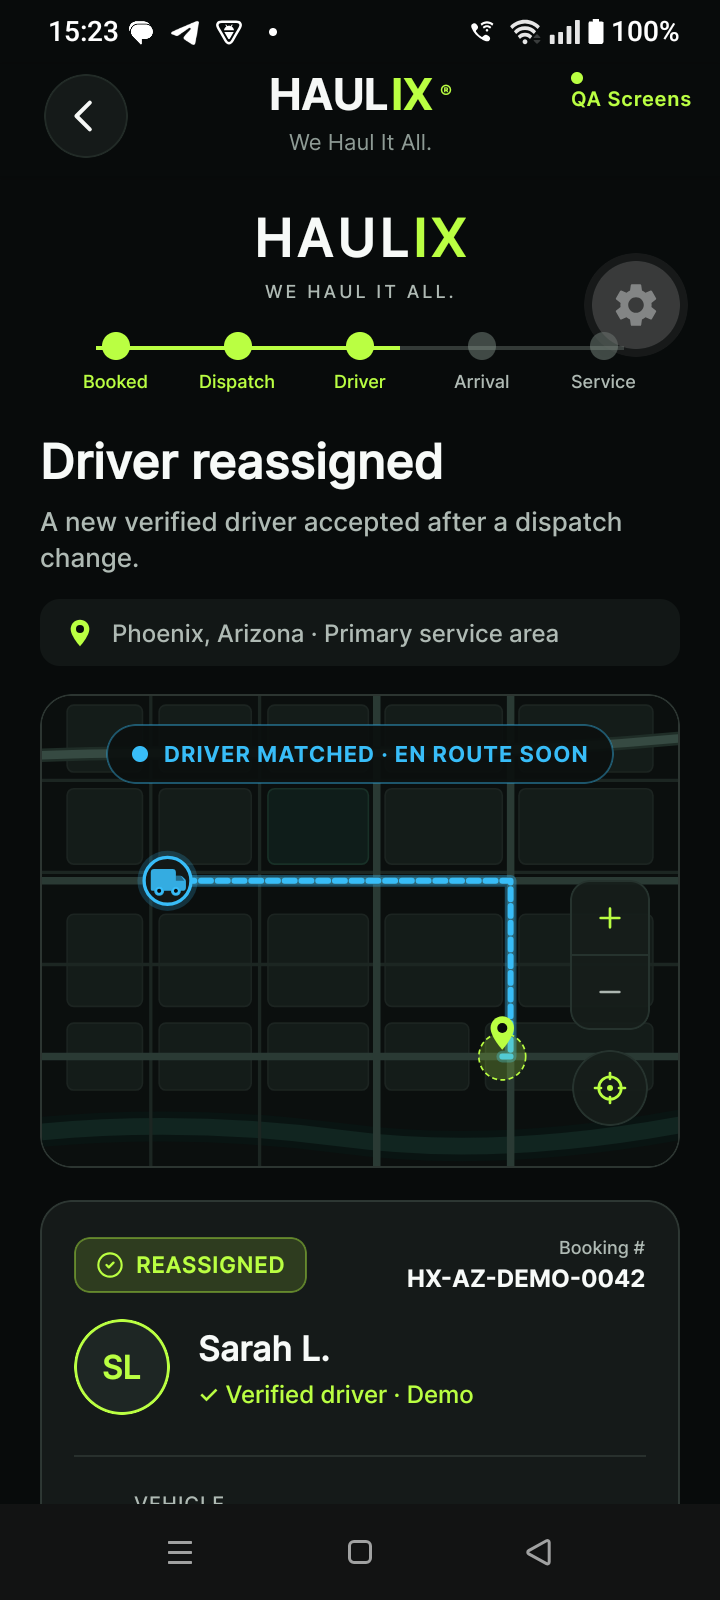 15:23
100%
HAULIX®
We Haul It All.
QA Screens
HAULIX
WE HAUL IT ALL.
Booked
Dispatch
Driver
Arrival
Service
Driver reassigned
A new verified driver accepted after a dispatch
change.
Phoenix, Arizona · Primary service area
DRIVER MATCHED · EN ROUTE SOON
REASSIGNED
Booking #
HX-AZ-DEMO-0042
SL
Sarah L.
✓ Verified driver · Demo
VEHICLE